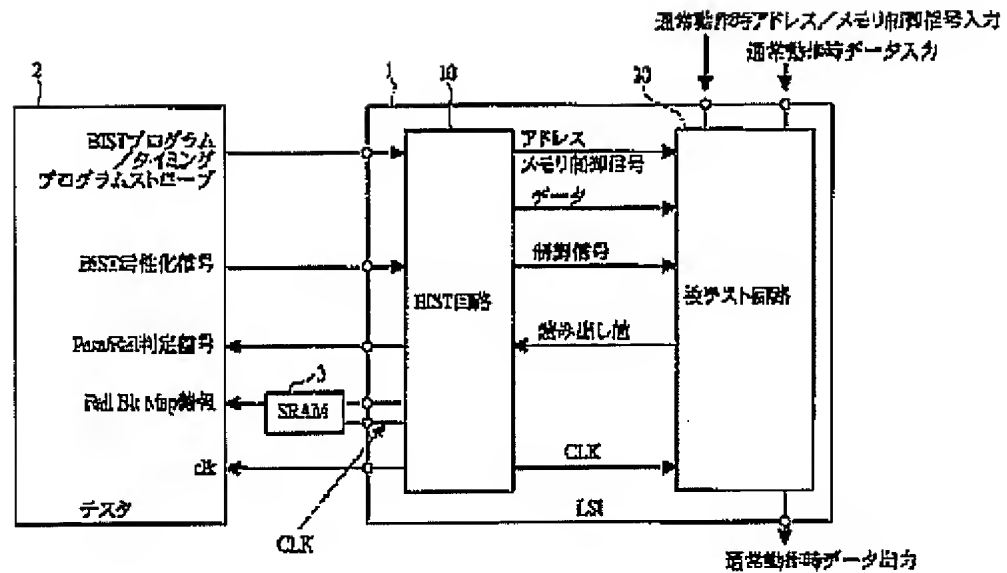 通常動作時アドレス/メモリ制御信号入力
通常動作時データ入力
2
1
10
20
BISTプログラム
/タイミング
プログラムストローブ
アドレス
メモリ制御信号
データ
BIST活性化信号
制御信号
BIST回路
被テスト回路
Pass/Fail判定信号
読み出し値
3
Fail Bit Map情報
SRAM
clk
CLK
テスタ
LSI
CLK
通常動作時データ出力